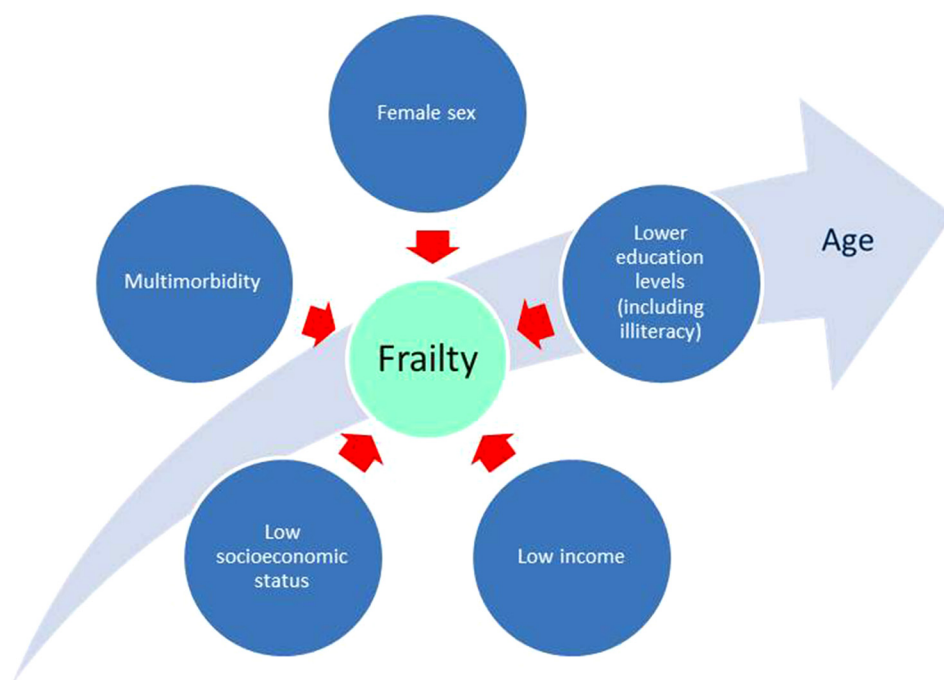 Female sex
Multimorbidity
Lower
education
levels
(including
illiteracy)
Age
Frailty
Low
socioeconomic
status
Low income